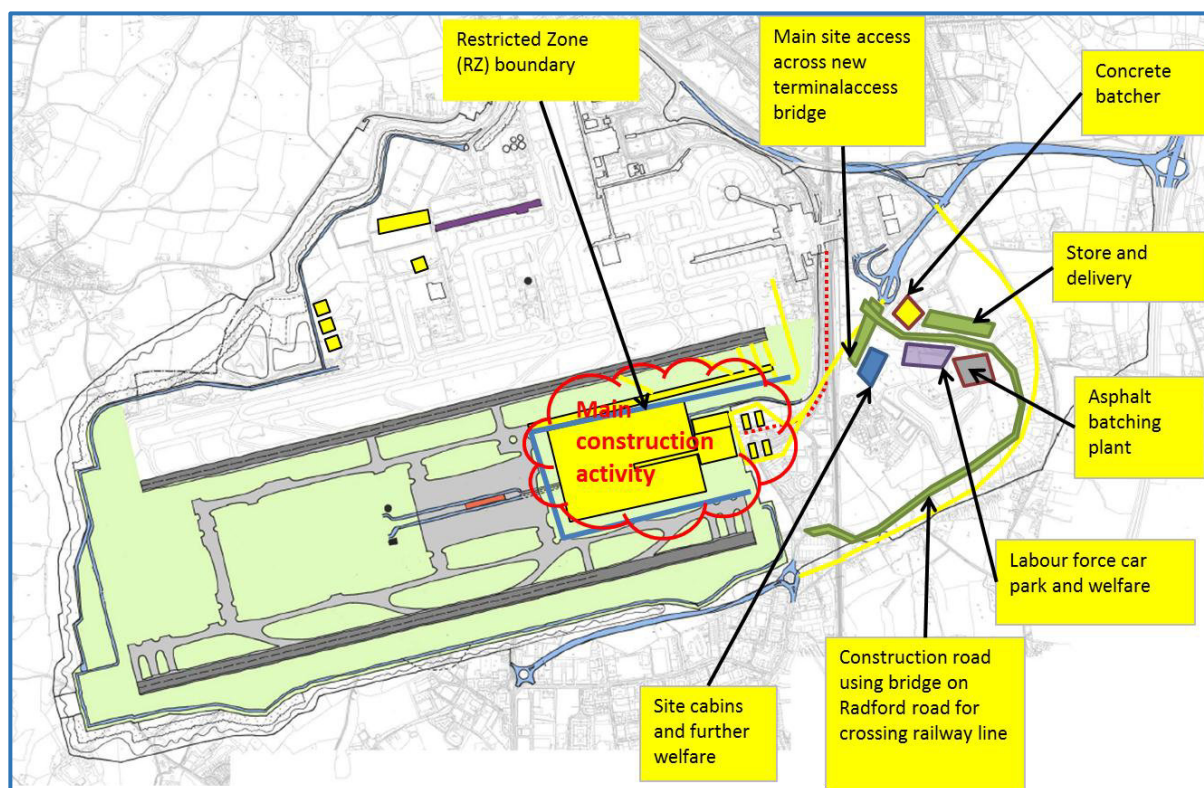 Restricted Zone
(RZ) boundary
Main site access
across new
terminalaccess
bridge
Concrete
batcher
Store and
delivery
Main
construction
activity
Asphalt
batching
plant
Labour force car
park and welfare
Site cabins
and further
welfare
Construction road
using bridge on
Radford road for
crossing railway line